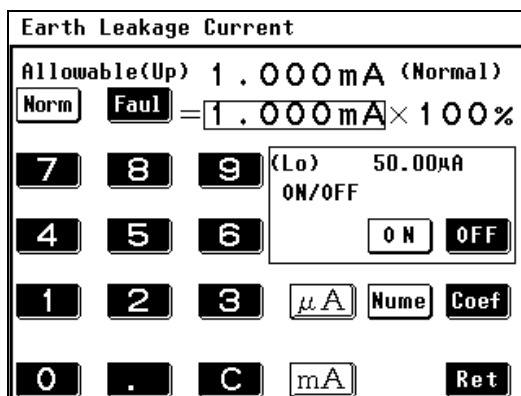 Earth Leakage Current
Allowable(Up) 1.000mA (Normal)
Norm Faul =1.000mA×100%
7 8 9 (Lo) 50.00µA
ON/OFF
4 5 6 ON OFF
1 2 3 µA Nume Coef
0 . C mA Ret